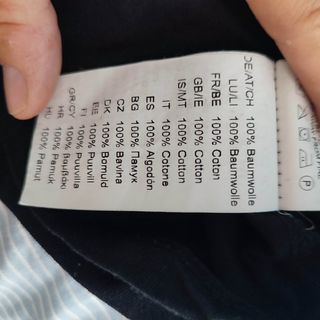 DE/AT/CH 100% Baumwolle
LU/LI 100% Baumwolle
FR/BE 100% Coton
GB/IE 100% Cotton
IS/MT 100% Cotton
IT 100% Cotone
ES 100% Algodón
BG 100% Памук
CZ 100% Bavlna
DK 100% Bomuld
EE 100% Puuvill
FI 100% Puuvilla
GR/CY 100% Βαμβάκι
HR 100% Pamuk
HU 100% Pamut
P